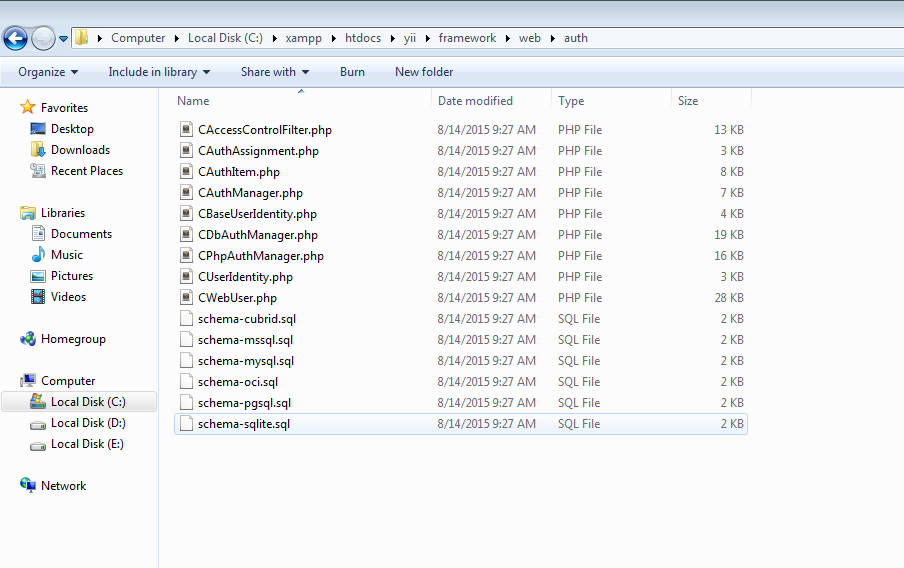 Computer Local Disk (C:) xampp htdocs yii framework web auth
Organize Include in library Share with Burn New folder
Favorites
Desktop
Downloads
Recent Places
Libraries
Documents
Music
Pictures
Videos
Homegroup
Computer
Local Disk (C:)
Local Disk (D:)
Local Disk (E:)
Network
Name Date modified Type Size
CAccessControlFilter.php 8/14/2015 9:27 AM PHP File 13 KB
CAuthAssignment.php 8/14/2015 9:27 AM PHP File 3 KB
CAuthItem.php 8/14/2015 9:27 AM PHP File 8 KB
CAuthManager.php 8/14/2015 9:27 AM PHP File 7 KB
CBaseUserIdentity.php 8/14/2015 9:27 AM PHP File 4 KB
CDbAuthManager.php 8/14/2015 9:27 AM PHP File 19 KB
CPhpAuthManager.php 8/14/2015 9:27 AM PHP File 16 KB
CUserIdentity.php 8/14/2015 9:27 AM PHP File 3 KB
CWebUser.php 8/14/2015 9:27 AM PHP File 28 KB
schema-cubrid.sql 8/14/2015 9:27 AM SQL File 2 KB
schema-mssql.sql 8/14/2015 9:27 AM SQL File 2 KB
schema-mysql.sql 8/14/2015 9:27 AM SQL File 2 KB
schema-oci.sql 8/14/2015 9:27 AM SQL File 2 KB
schema-pgsql.sql 8/14/2015 9:27 AM SQL File 2 KB
schema-sqlite.sql 8/14/2015 9:27 AM SQL File 2 KB